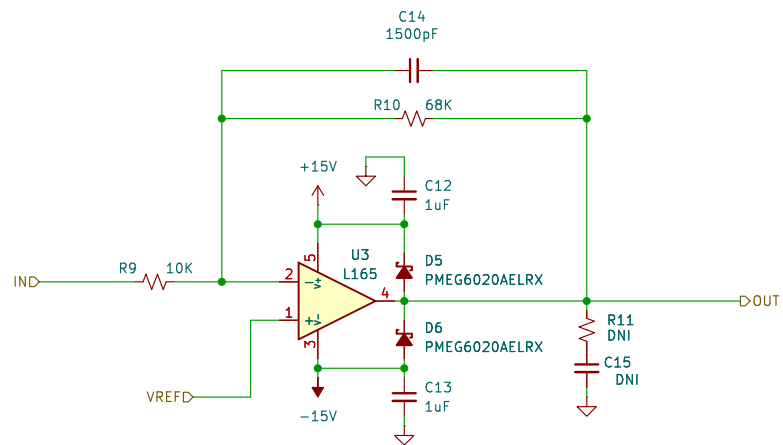 C14
1500pF
R10 68K
+15V
C12
1uF
5
U3
L165
D5
PMEG6020AELRX
R9 10K
IN
2
- V+
4
OUT
1
+ V-
3
D6
PMEG6020AELRX
R11
DNI
C15
DNI
VREF
-15V
C13
1uF